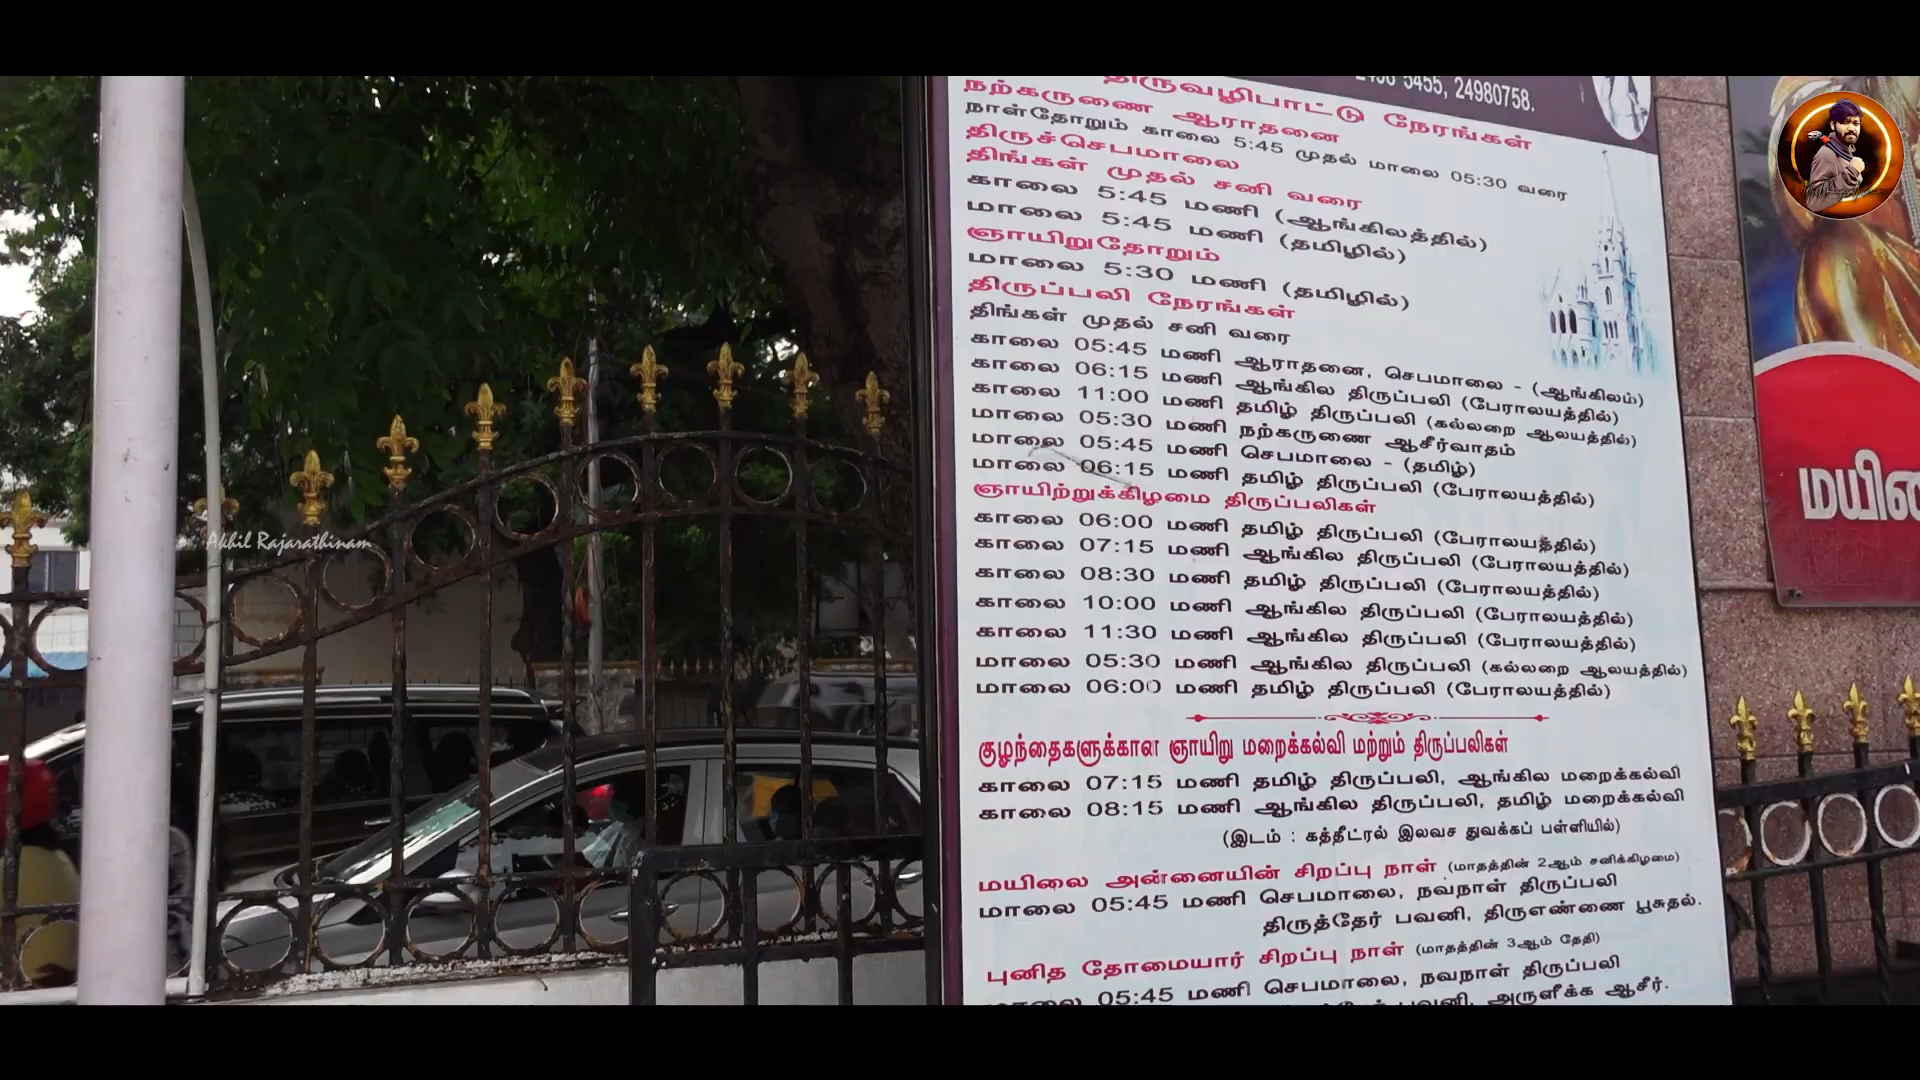 5455, 24980758.
திருவழிபாட்டு நேரங்கள்
நற்கருணை ஆராதனை
நாள்தோறும் காலை 5:45 முதல் மாலை 05:30 வரை
திருச்செபமாலை
திங்கள் முதல் சனி வரை
காலை 5:45 மணி (ஆங்கிலத்தில்)
மாலை 5:45 மணி (தமிழில்)
ஞாயிறுதோறும்
மாலை 5:30 மணி (தமிழில்)
திருப்பலி நேரங்கள்
திங்கள் முதல் சனி வரை
காலை 05:45 மணி ஆராதனை, செபமாலை - (ஆங்கிலம்)
காலை 06:15 மணி ஆங்கில திருப்பலி (பேராலயத்தில்)
காலை 11:00 மணி தமிழ் திருப்பலி (கல்லறை ஆலயத்தில்)
மாலை 05:30 மணி நற்கருணை ஆசீர்வாதம்
மாலை 05:45 மணி செபமாலை - (தமிழ்)
மாலை 06:15 மணி தமிழ் திருப்பலி (பேராலயத்தில்)
ஞாயிற்றுக்கிழமை திருப்பலிகள்
காலை 06:00 மணி தமிழ் திருப்பலி (பேராலயத்தில்)
காலை 07:15 மணி ஆங்கில திருப்பலி (பேராலயத்தில்)
காலை 08:30 மணி தமிழ் திருப்பலி (பேராலயத்தில்)
காலை 10:00 மணி ஆங்கில திருப்பலி (பேராலயத்தில்)
காலை 11:30 மணி ஆங்கில திருப்பலி (பேராலயத்தில்)
மாலை 05:30 மணி ஆங்கில திருப்பலி (கல்லறை ஆலயத்தில்)
மாலை 06:00 மணி தமிழ் திருப்பலி (பேராலயத்தில்)
குழந்தைகளுக்கான ஞாயிறு மறைக்கல்வி மற்றும் திருப்பலிகள்
காலை 07:15 மணி தமிழ் திருப்பலி, ஆங்கில மறைக்கல்வி
காலை 08:15 மணி ஆங்கில திருப்பலி, தமிழ் மறைக்கல்வி
(இடம் : கத்தீட்ரல் இலவச துவக்கப் பள்ளியில்)
மயிலை அன்னையின் சிறப்பு நாள் (மாதத்தின் 2ஆம் சனிக்கிழமை)
மாலை 05:45 மணி செபமாலை, நவநாள் திருப்பலி
திருத்தேர் பவனி, திருஎண்ணை பூசுதல்.
புனித தோமையார் சிறப்பு நாள் (மாதத்தின் 3ஆம் தேதி)
மாலை 05:45 மணி செபமாலை, நவநாள் திருப்பலி
பவனி, அருளிக்க ஆசீர்.
மயிலை
Akhil Rajarathinam